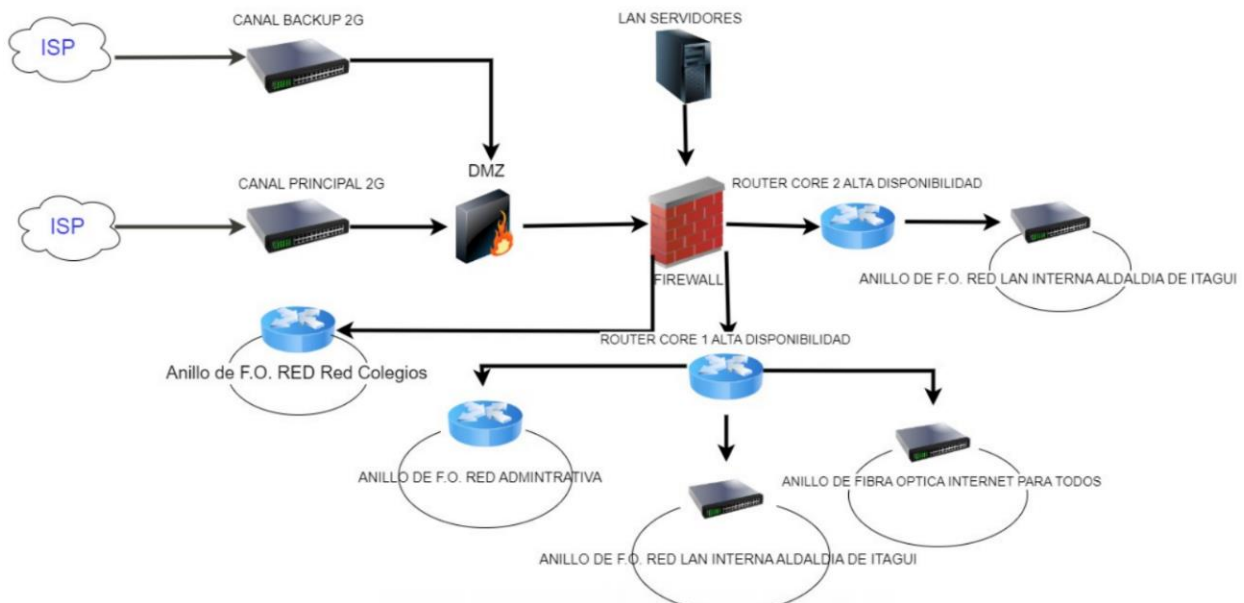 CANAL BACKUP 2G
LAN SERVIDORES
ISP
DMZ
CANAL PRINCIPAL 2G
ROUTER CORE 2 ALTA DISPONIBILIDAD
ISP
FIREWALL
ANILLO DE F.O. RED LAN INTERNA ALDALDIA DE ITAGUI
ROUTER CORE 1 ALTA DISPONIBILIDAD
Anillo de F.O. RED Red Colegios
ANILLO DE F.O. RED ADMINTRATIVA
ANILLO DE FIBRA OPTICA INTERNET PARA TODOS
ANILLO DE F.O. RED LAN INTERNA ALDALDIA DE ITAGUI